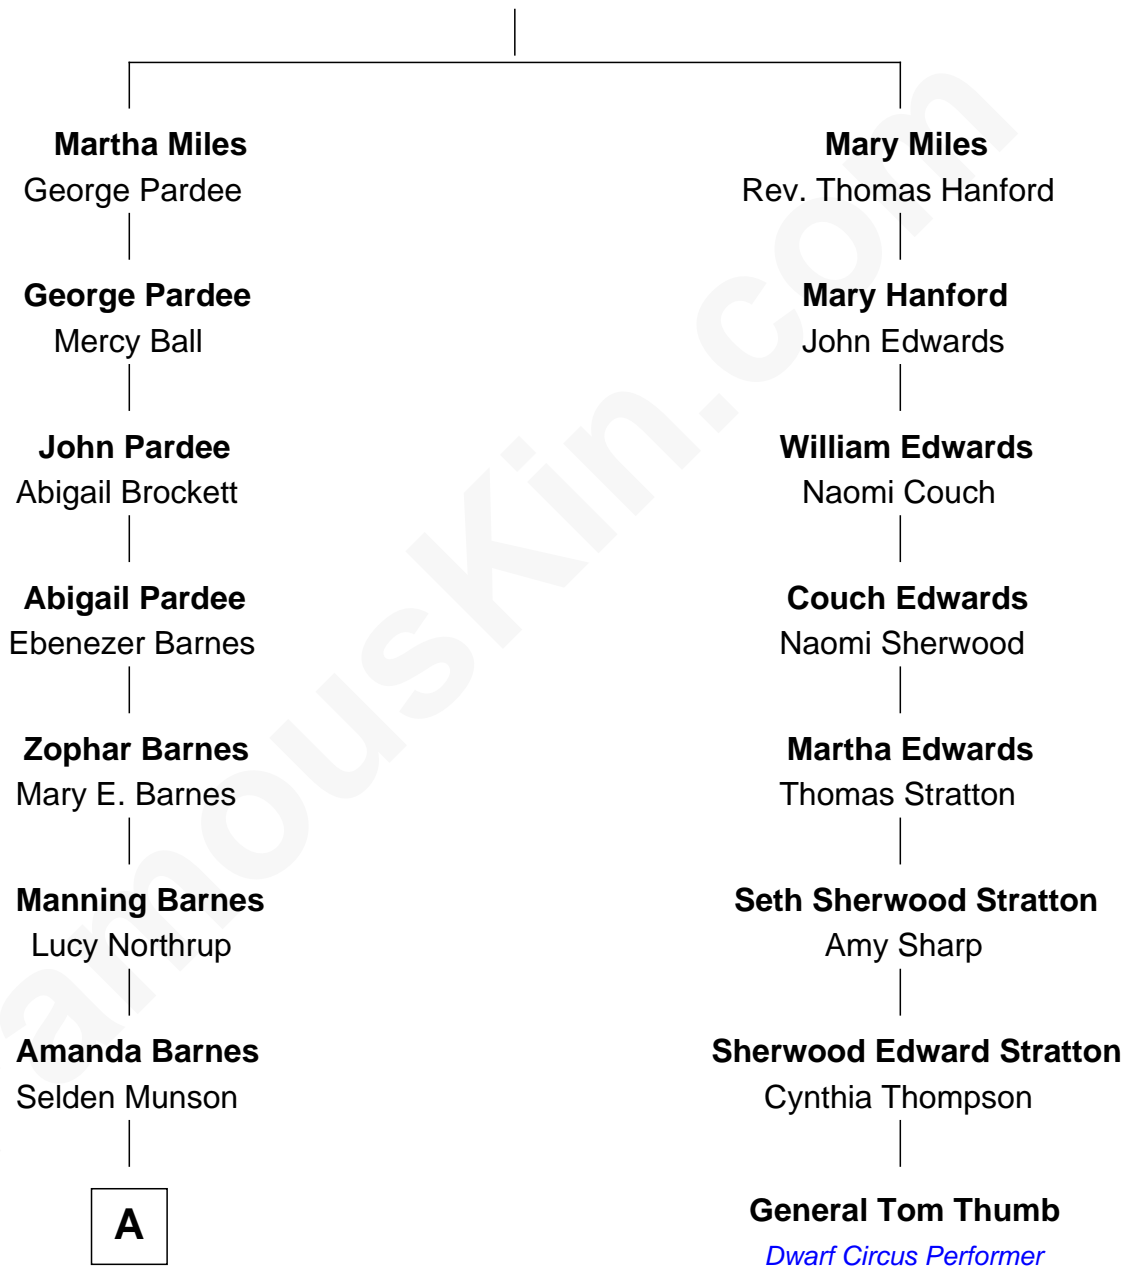 Martha Miles
George Pardee
George Pardee
Mercy Ball
John Pardee
Abigail Brockett
Abigail Pardee
Ebenezer Barnes
Zophar Barnes
Mary E. Barnes
Manning Barnes
Lucy Northrup
Amanda Barnes
Selden Munson
A
Mary Miles
Rev. Thomas Hanford
Mary Hanford
John Edwards
William Edwards
Naomi Couch
Couch Edwards
Naomi Sherwood
Martha Edwards
Thomas Stratton
Seth Sherwood Stratton
Amy Sharp
Sherwood Edward Stratton
Cynthia Thompson
General Tom Thumb
Dwarf Circus Performer
amouskin.com